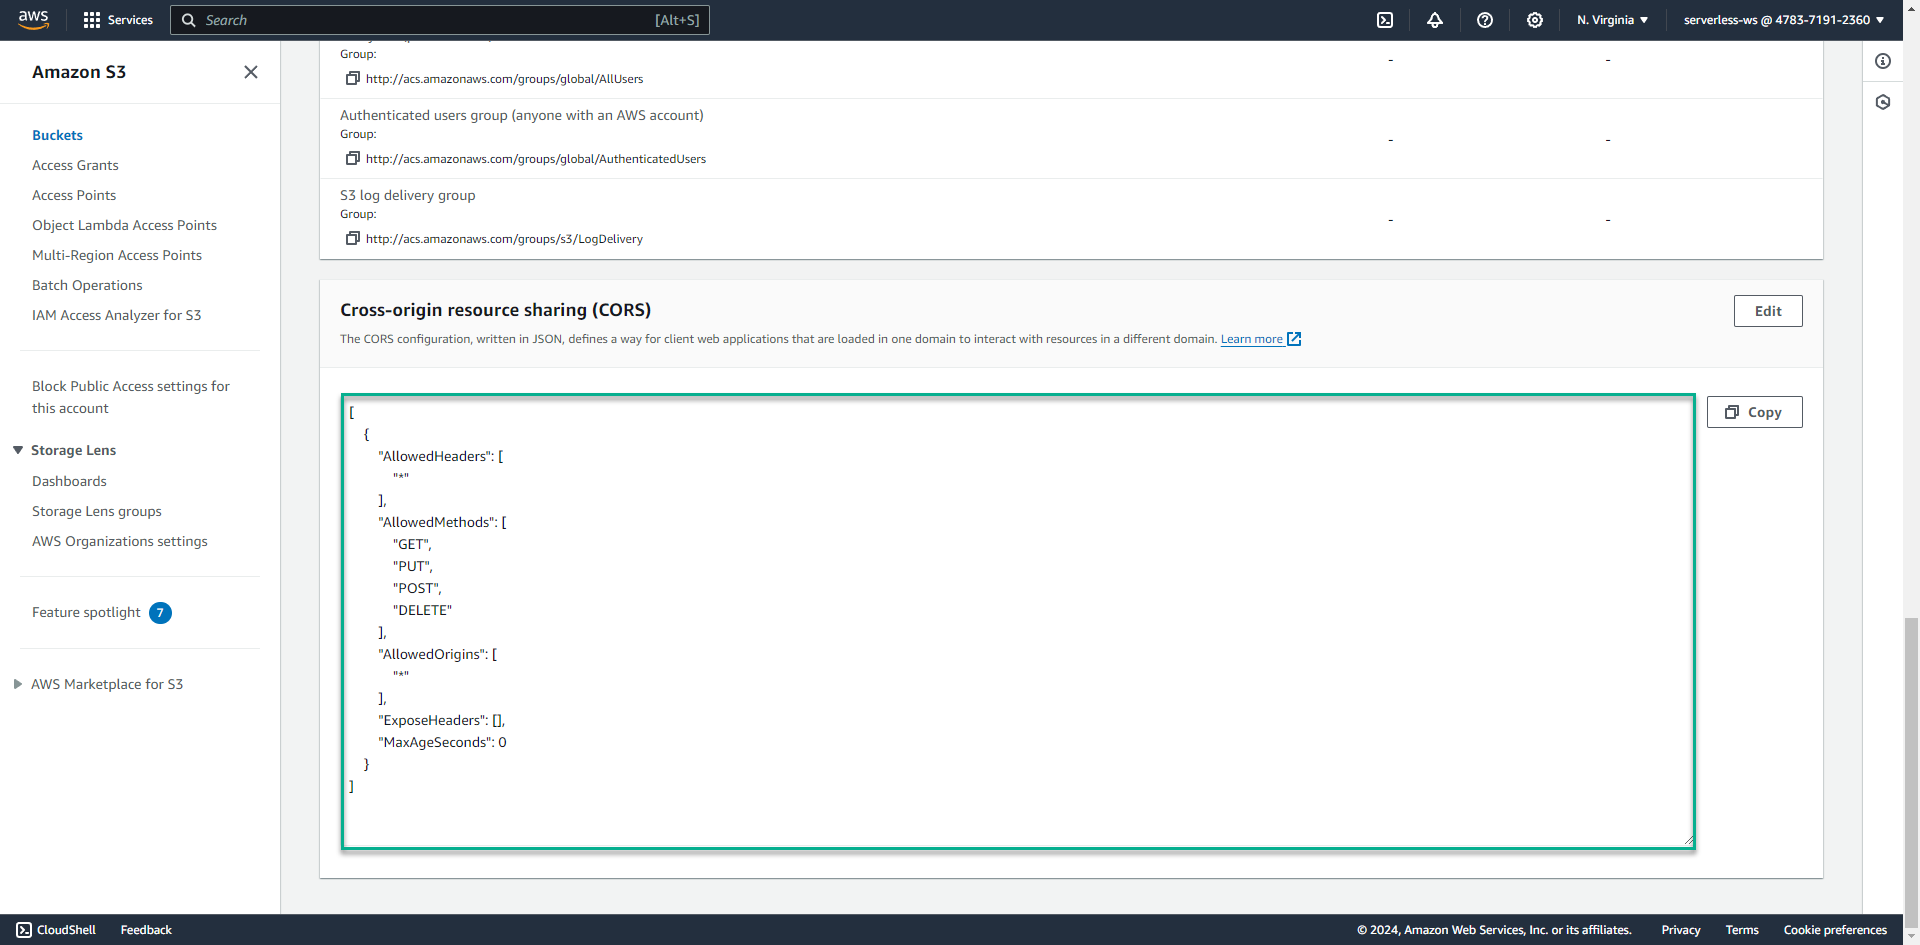 aws
Services
Search
[Alt+S]
N. Virginia
serverless-ws @ 4783-7191-2360
Amazon S3
Buckets
Access Grants
Access Points
Object Lambda Access Points
Multi-Region Access Points
Batch Operations
IAM Access Analyzer for S3
Block Public Access settings for
this account
Storage Lens
Dashboards
Storage Lens groups
AWS Organizations settings
Feature spotlight 7
AWS Marketplace for S3
Group:
http://acs.amazonaws.com/groups/global/AllUsers
- -
Authenticated users group (anyone with an AWS account)
Group:
http://acs.amazonaws.com/groups/global/AuthenticatedUsers
- -
S3 log delivery group
Group:
http://acs.amazonaws.com/groups/s3/LogDelivery
- -
Cross-origin resource sharing (CORS)
Edit
The CORS configuration, written in JSON, defines a way for client web applications that are loaded in one domain to interact with resources in a different domain. Learn more
Copy
[
{
"AllowedHeaders": [
"*"
],
"AllowedMethods": [
"GET",
"PUT",
"POST",
"DELETE"
],
"AllowedOrigins": [
"*"
],
"ExposeHeaders": [],
"MaxAgeSeconds": 0
}
]
CloudShell
Feedback
© 2024, Amazon Web Services, Inc. or its affiliates.
Privacy
Terms
Cookie preferences